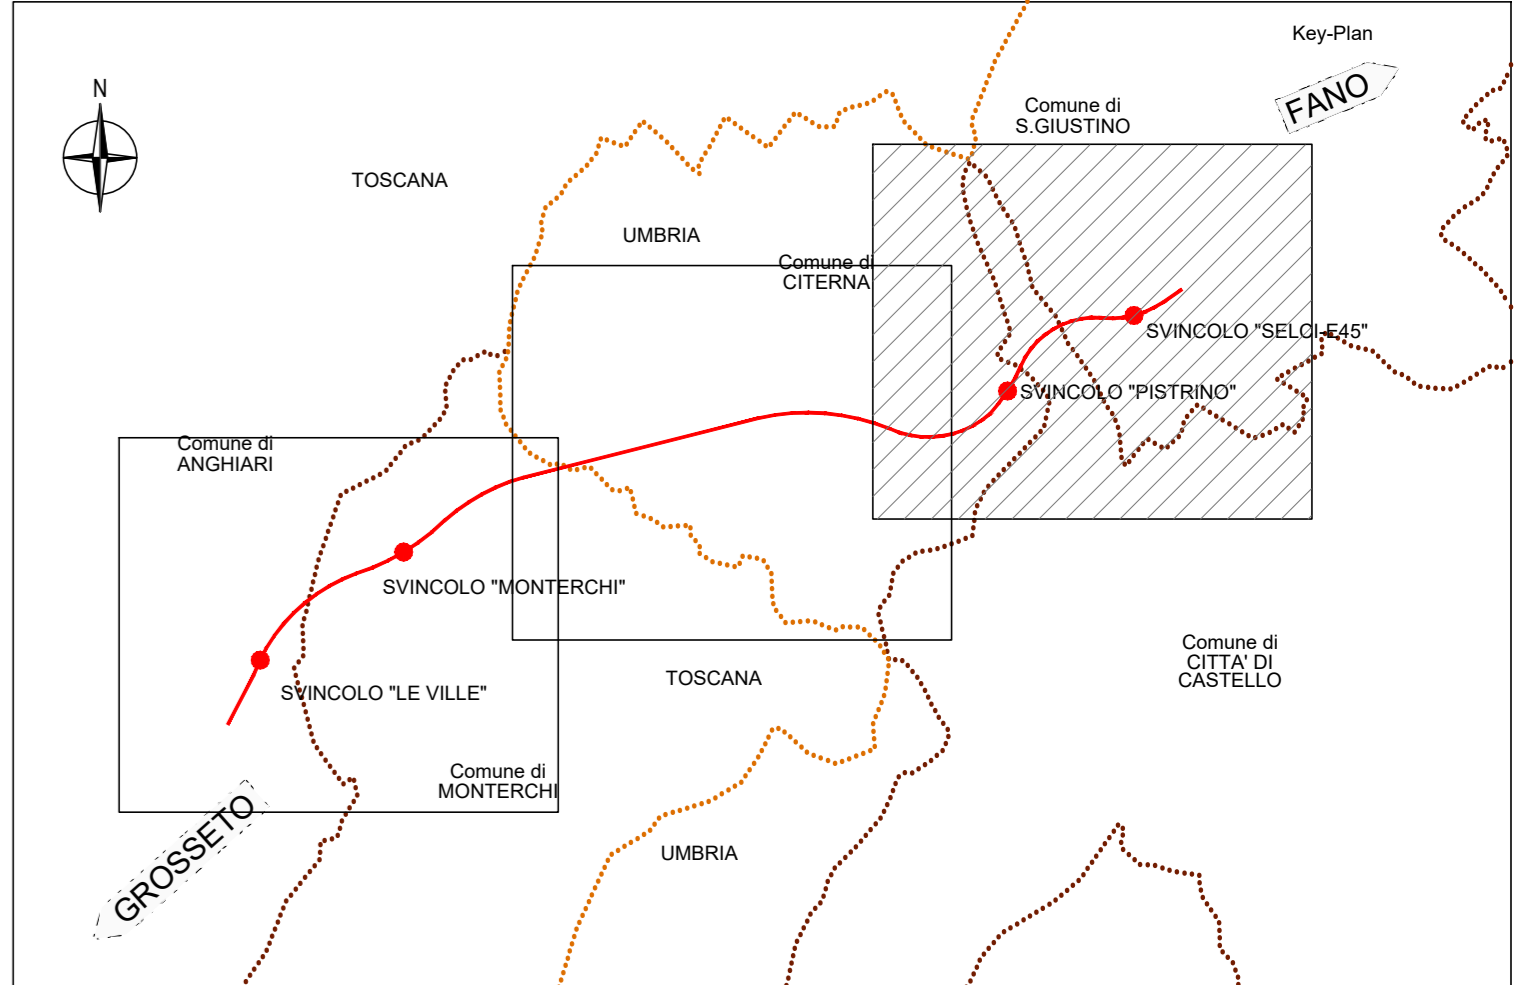 Key-Plan
N
FANO
Comune di
S.GIUSTINO
TOSCANA
UMBRIA
Comune di
CITERNA
SVINCOLO "SELCI-E45"
SVINCOLO "PISTRINO"
Comune di
ANGHIARI
SVINCOLO "MONTERCHI"
Comune di
CITTA' DI
CASTELLO
TOSCANA
SVINCOLO "LE VILLE"
Comune di
MONTERCHI
GROSSETO
UMBRIA